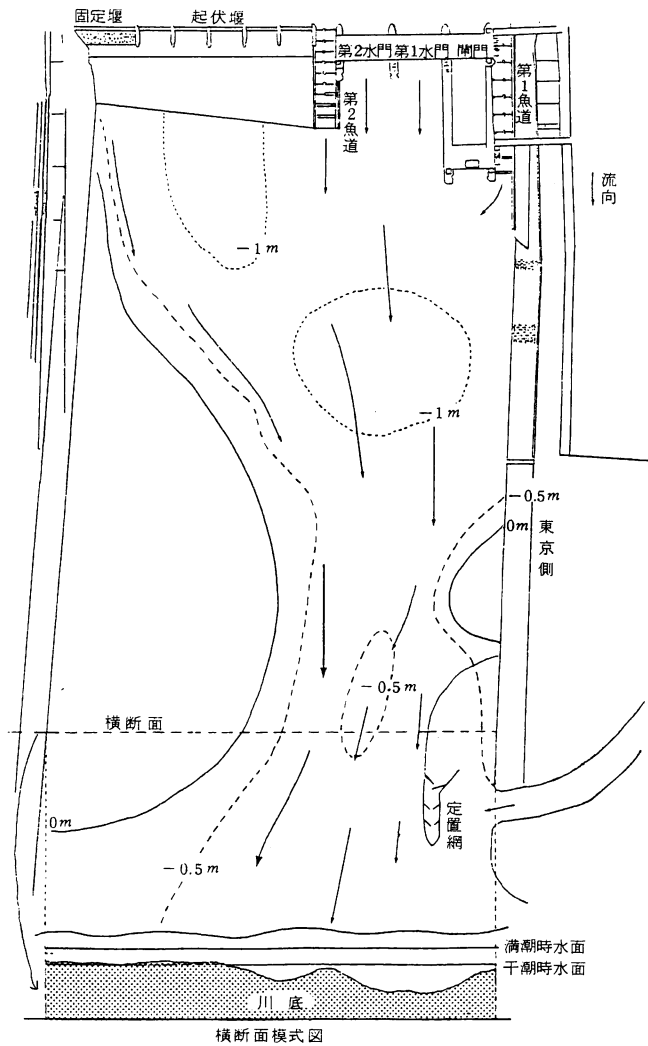 固定堰
起伏堰
第2水門
第1水門
閘門
第2魚道
第1魚道
流向
−1m
−1m
−0.5m
0m
東京側
−0.5m
横断面
定置網
0m
−0.5m
満潮時水面
干潮時水面
川底
横断面模式図